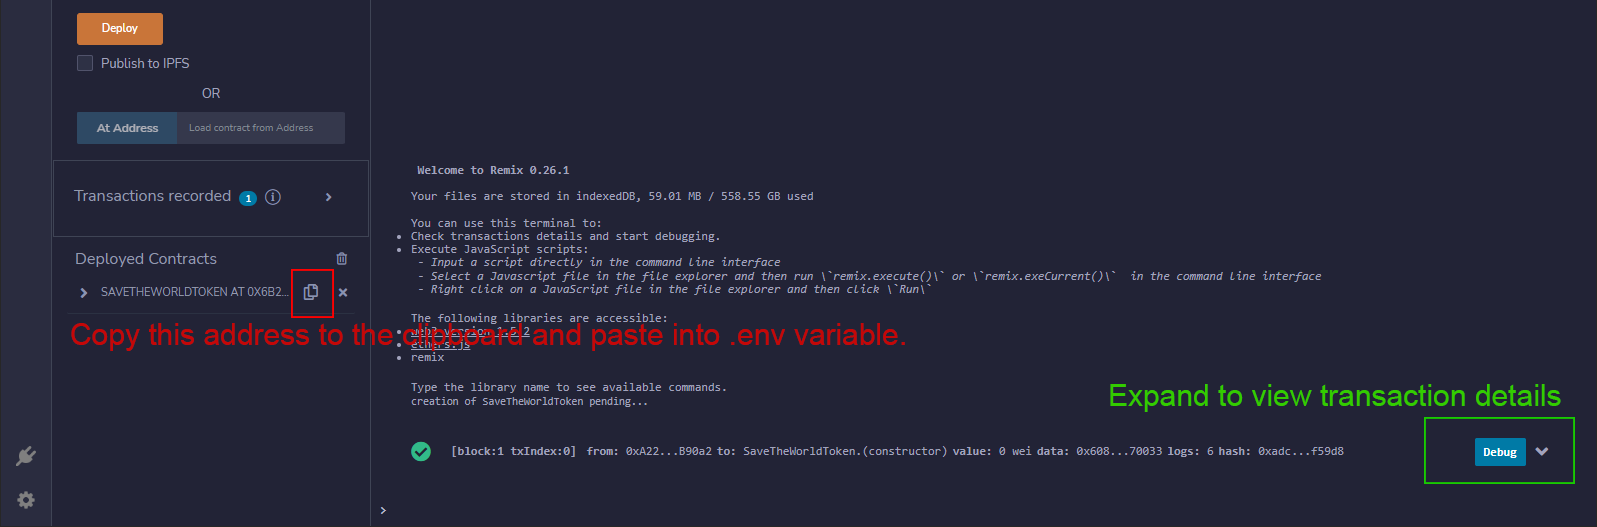 Deploy
Publish to IPFS
OR
At Address Load contract from Address
Transactions recorded 1 i
Deployed Contracts
SAVETHEWORLDTOKEN AT 0X6B2...
Copy this address to the clipboard and paste into .env variable.
Welcome to Remix 0.26.1
Your files are stored in indexedDB, 59.01 MB / 558.55 GB used
You can use this terminal to:
• Check transactions details and start debugging.
• Execute JavaScript scripts:
- Input a script directly in the command line interface
- Select a Javascript file in the file explorer and then run \`remix.execute()\` or \`remix.exeCurrent()\` in the command line interface
- Right click on a JavaScript file in the file explorer and then click \`Run\`
The following libraries are accessible:
• web3 version 1.5.2
• ethers.js
• remix
Type the library name to see available commands.
creation of SaveTheWorldToken pending...
Expand to view transaction details
[block:1 txIndex:0] from: 0xA22...B90a2 to: SaveTheWorldToken.(constructor) value: 0 wei data: 0x608...70033 logs: 6 hash: 0xadc...f59d8
Debug
>